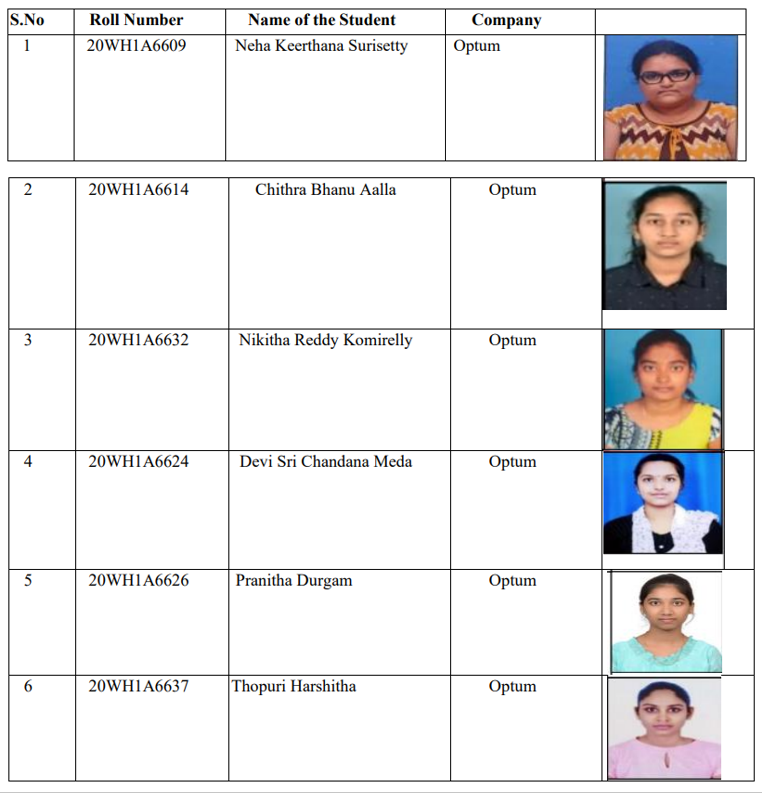 S.No Roll Number Name of the Student Company
1 20WH1A6609 Neha Keerthana Surisetty Optum
2 20WH1A6614 Chithra Bhanu Aalla Optum
3 20WH1A6632 Nikitha Reddy Komirelly Optum
4 20WH1A6624 Devi Sri Chandana Meda Optum
5 20WH1A6626 Pranitha Durgam Optum
6 20WH1A6637 Thopuri Harshitha Optum